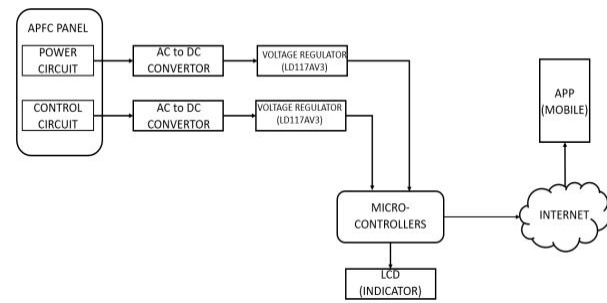 APFC PANEL
POWER
CIRCUIT
AC to DC
CONVERTOR
VOLTAGE REGULATOR
(LD117AV3)
CONTROL
CIRCUIT
AC to DC
CONVERTOR
VOLTAGE REGULATOR
(LD117AV3)
APP
(MOBILE)
MICRO-
CONTROLLERS
INTERNET
LCD
(INDICATOR)